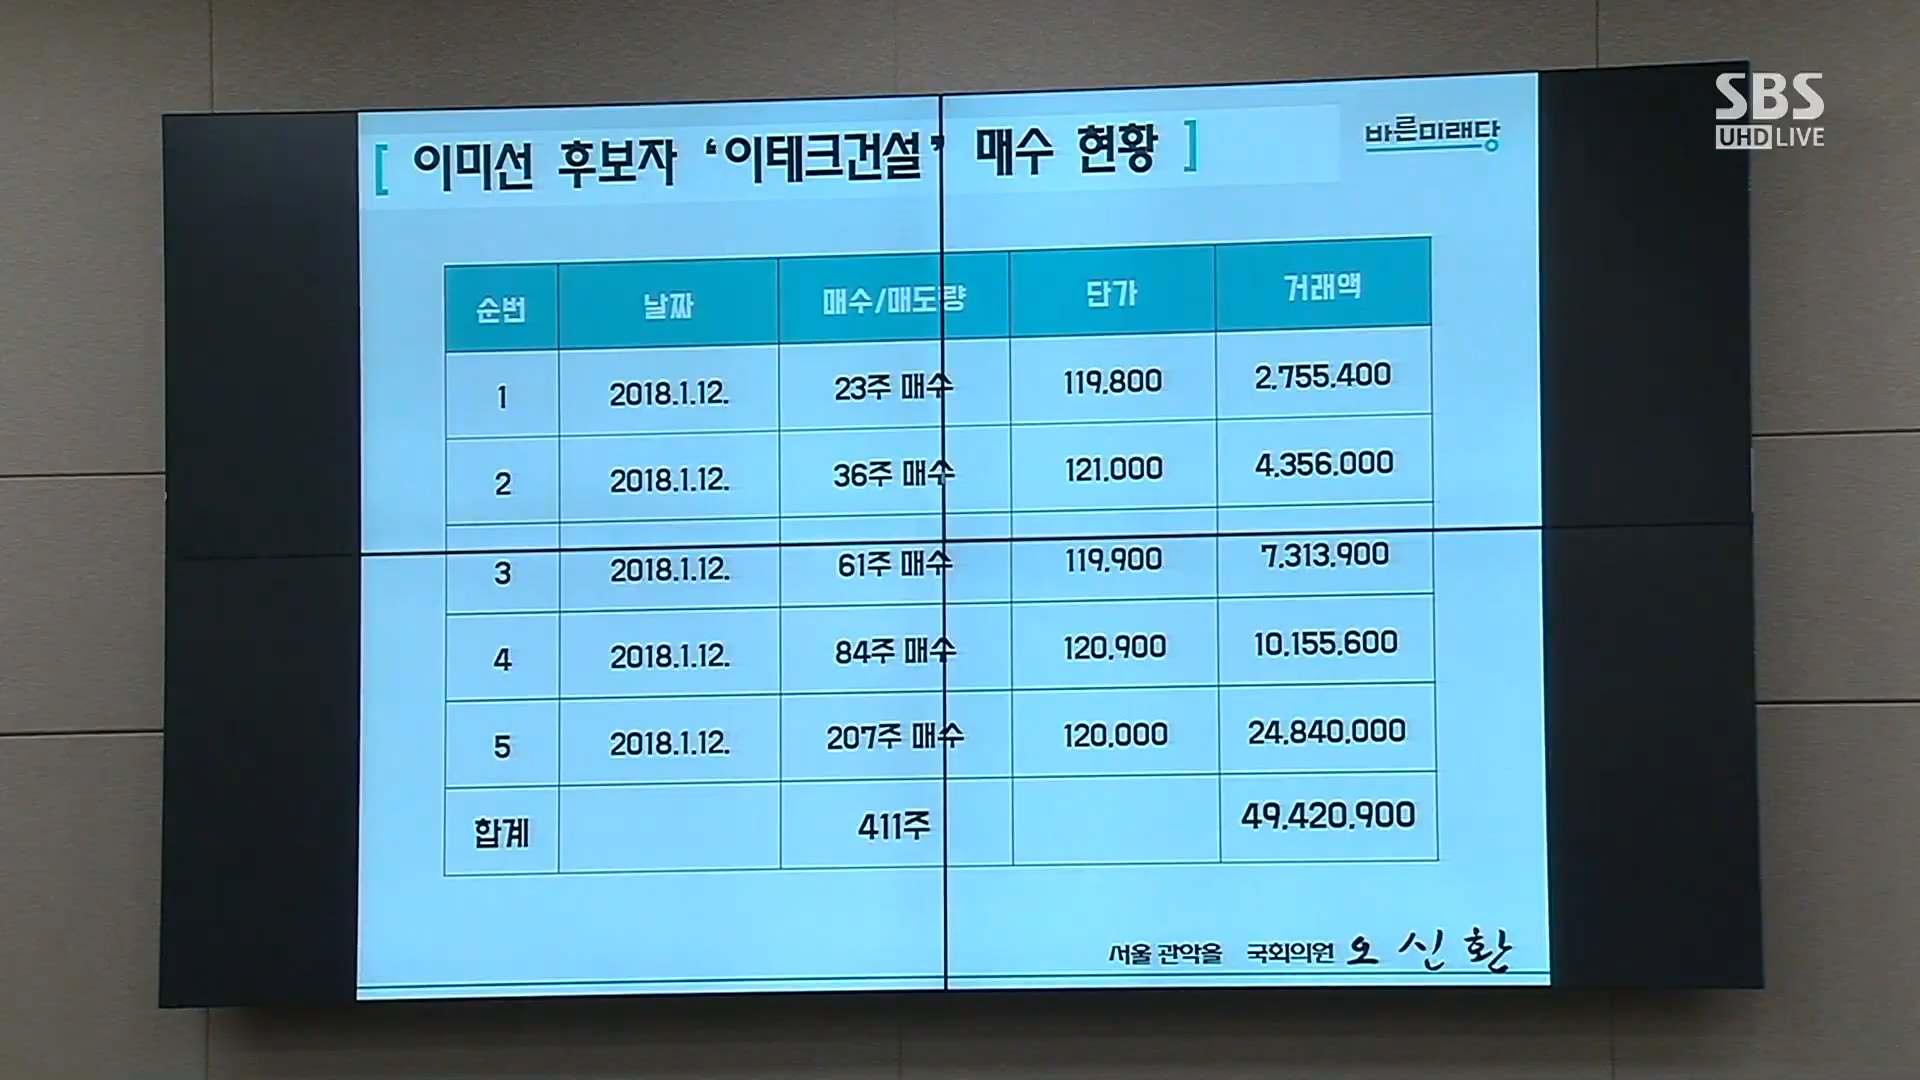 SBS
UHD LIVE
[ 이미선 후보자 ‘이테크건설’ 매수 현황 ]
바른미래당
순번 날짜 매수/매도량 단가 거래액
1 2018.1.12. 23주 매수 119,800 2,755,400
2 2018.1.12. 36주 매수 121,000 4,356,000
3 2018.1.12. 61주 매수 119,900 7,313,900
4 2018.1.12. 84주 매수 120,900 10,155,600
5 2018.1.12. 207주 매수 120,000 24,840,000
합계 411주 49,420,900
서울 관악을 국회의원 오신환